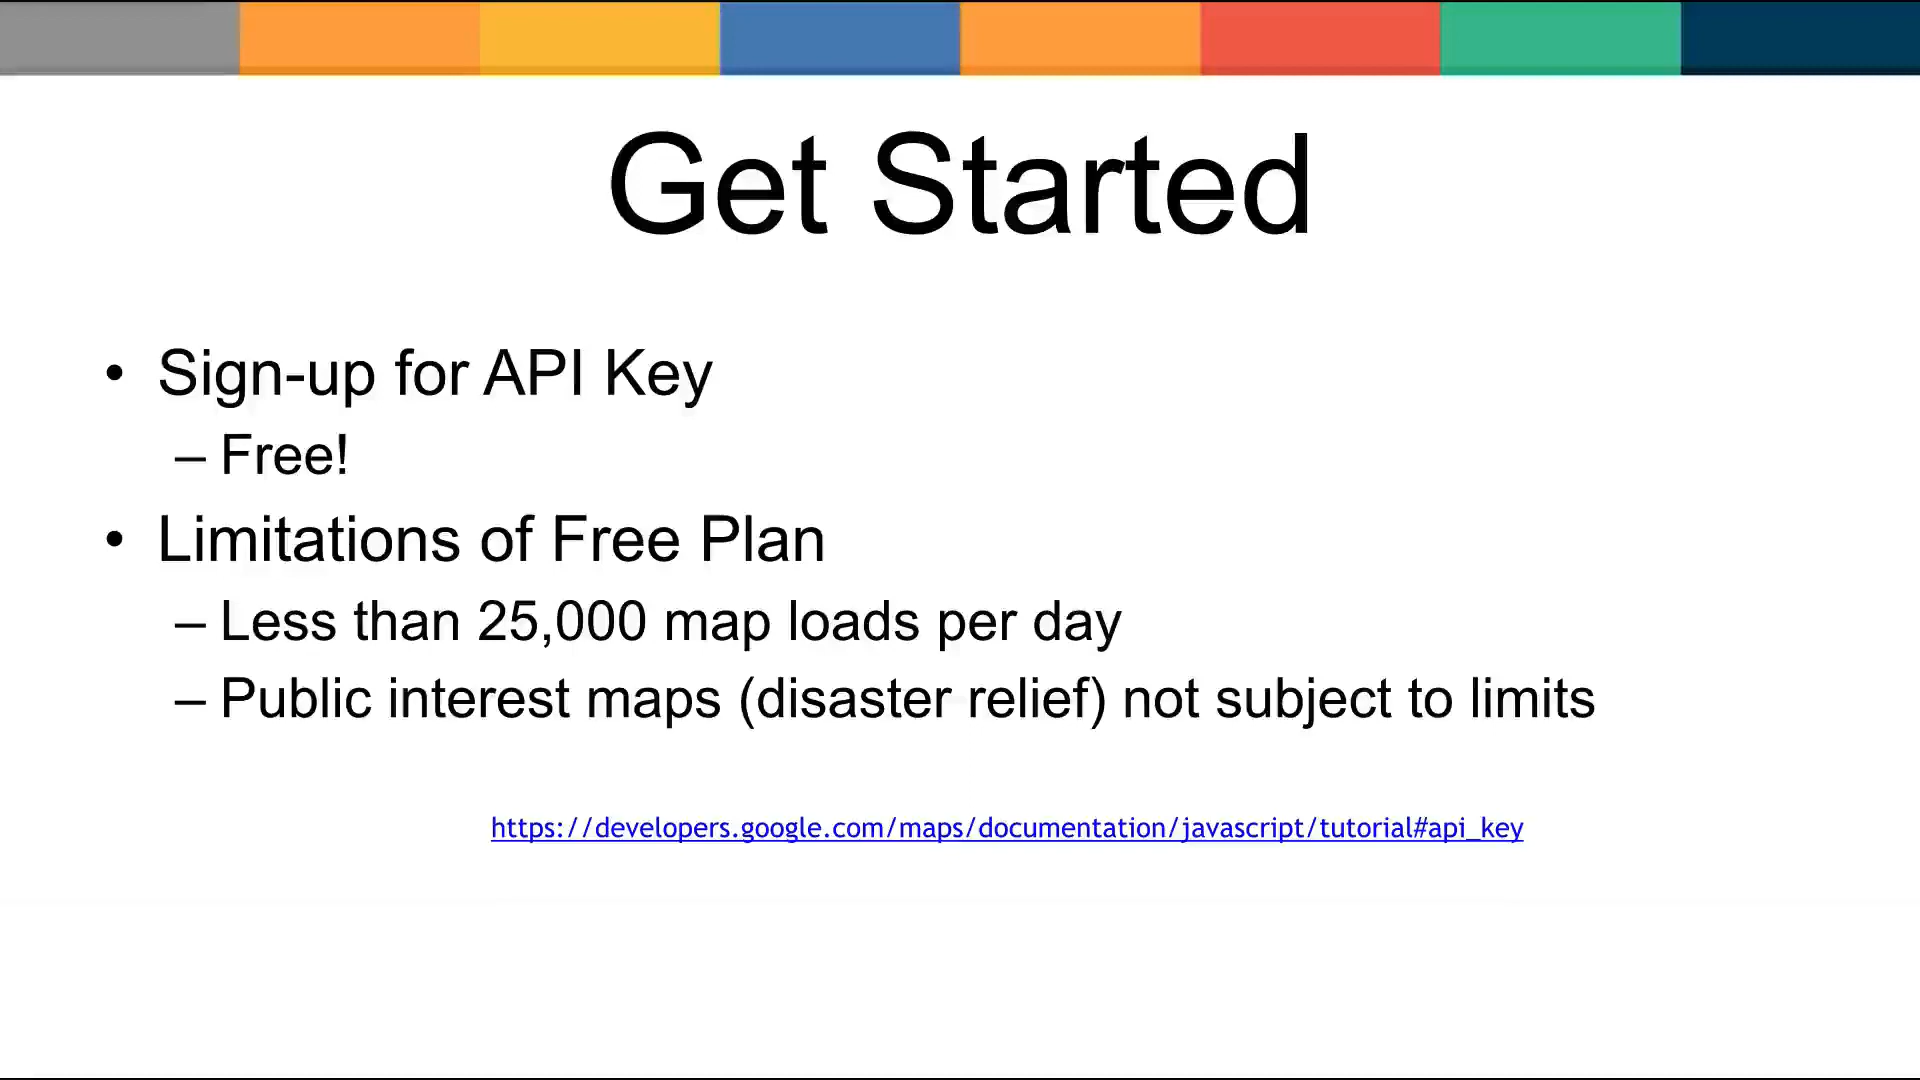 Get Started
• Sign-up for API Key
– Free!
• Limitations of Free Plan
– Less than 25,000 map loads per day
– Public interest maps (disaster relief) not subject to limits
https://developers.google.com/maps/documentation/javascript/tutorial#api_key